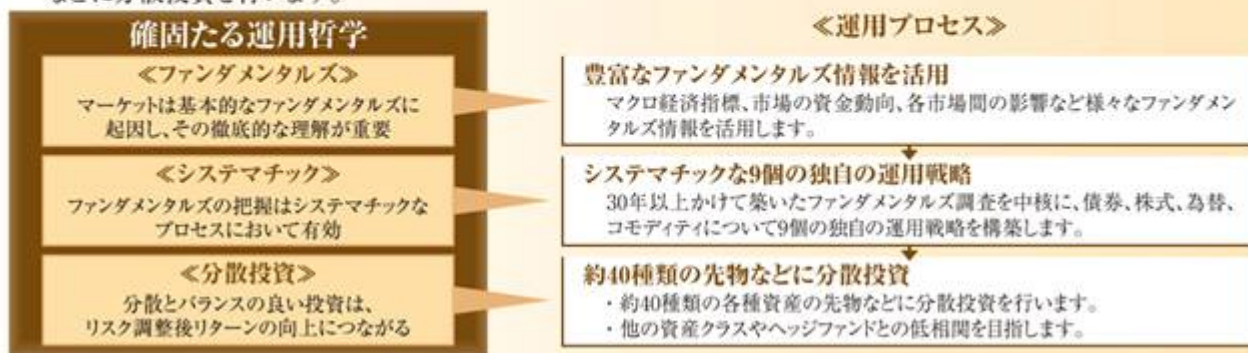 などに分散投資を行います。
確固たる運用哲学
≪ファンダメンタルズ≫
マーケットは基本的なファンダメンタルズに
起因し、その徹底的な理解が重要
≪システマチック≫
ファンダメンタルズの把握はシステマチックな
プロセスにおいて有効
≪分散投資≫
分散とバランスの良い投資は、
リスク調整後リターンの向上につながる
≪運用プロセス≫
豊富なファンダメンタルズ情報を活用
マクロ経済指標、市場の資金動向、各市場間の影響など様々なファンダメン
タルズ情報を活用します。
システマチックな9個の独自の運用戦略
30年以上かけて築いたファンダメンタルズ調査を中核に、債券、株式、為替、
コモディティについて9個の独自の運用戦略を構築します。
約40種類の先物などに分散投資
・約40種類の各種資産の先物などに分散投資を行います。
・他の資産クラスやヘッジファンドとの低相関を目指します。